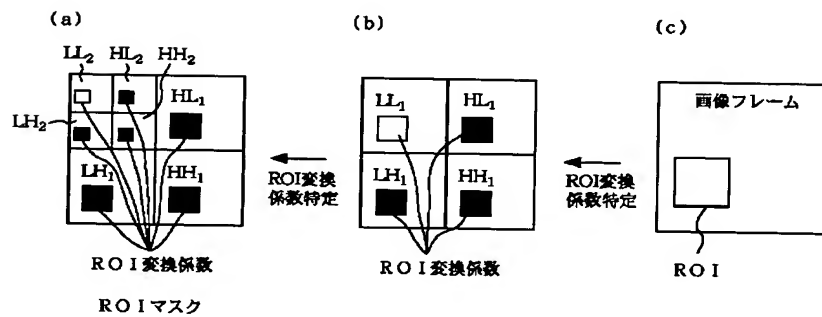 (a)
(b)
(c)
LL2
HL2
HH2
LH2
HL1
LH1
HH1
ROI変換係数
ROIマスク
ROI変換
係数特定
LL1
HL1
LH1
HH1
ROI変換係数
ROI変換
係数特定
画像フレーム
ROI